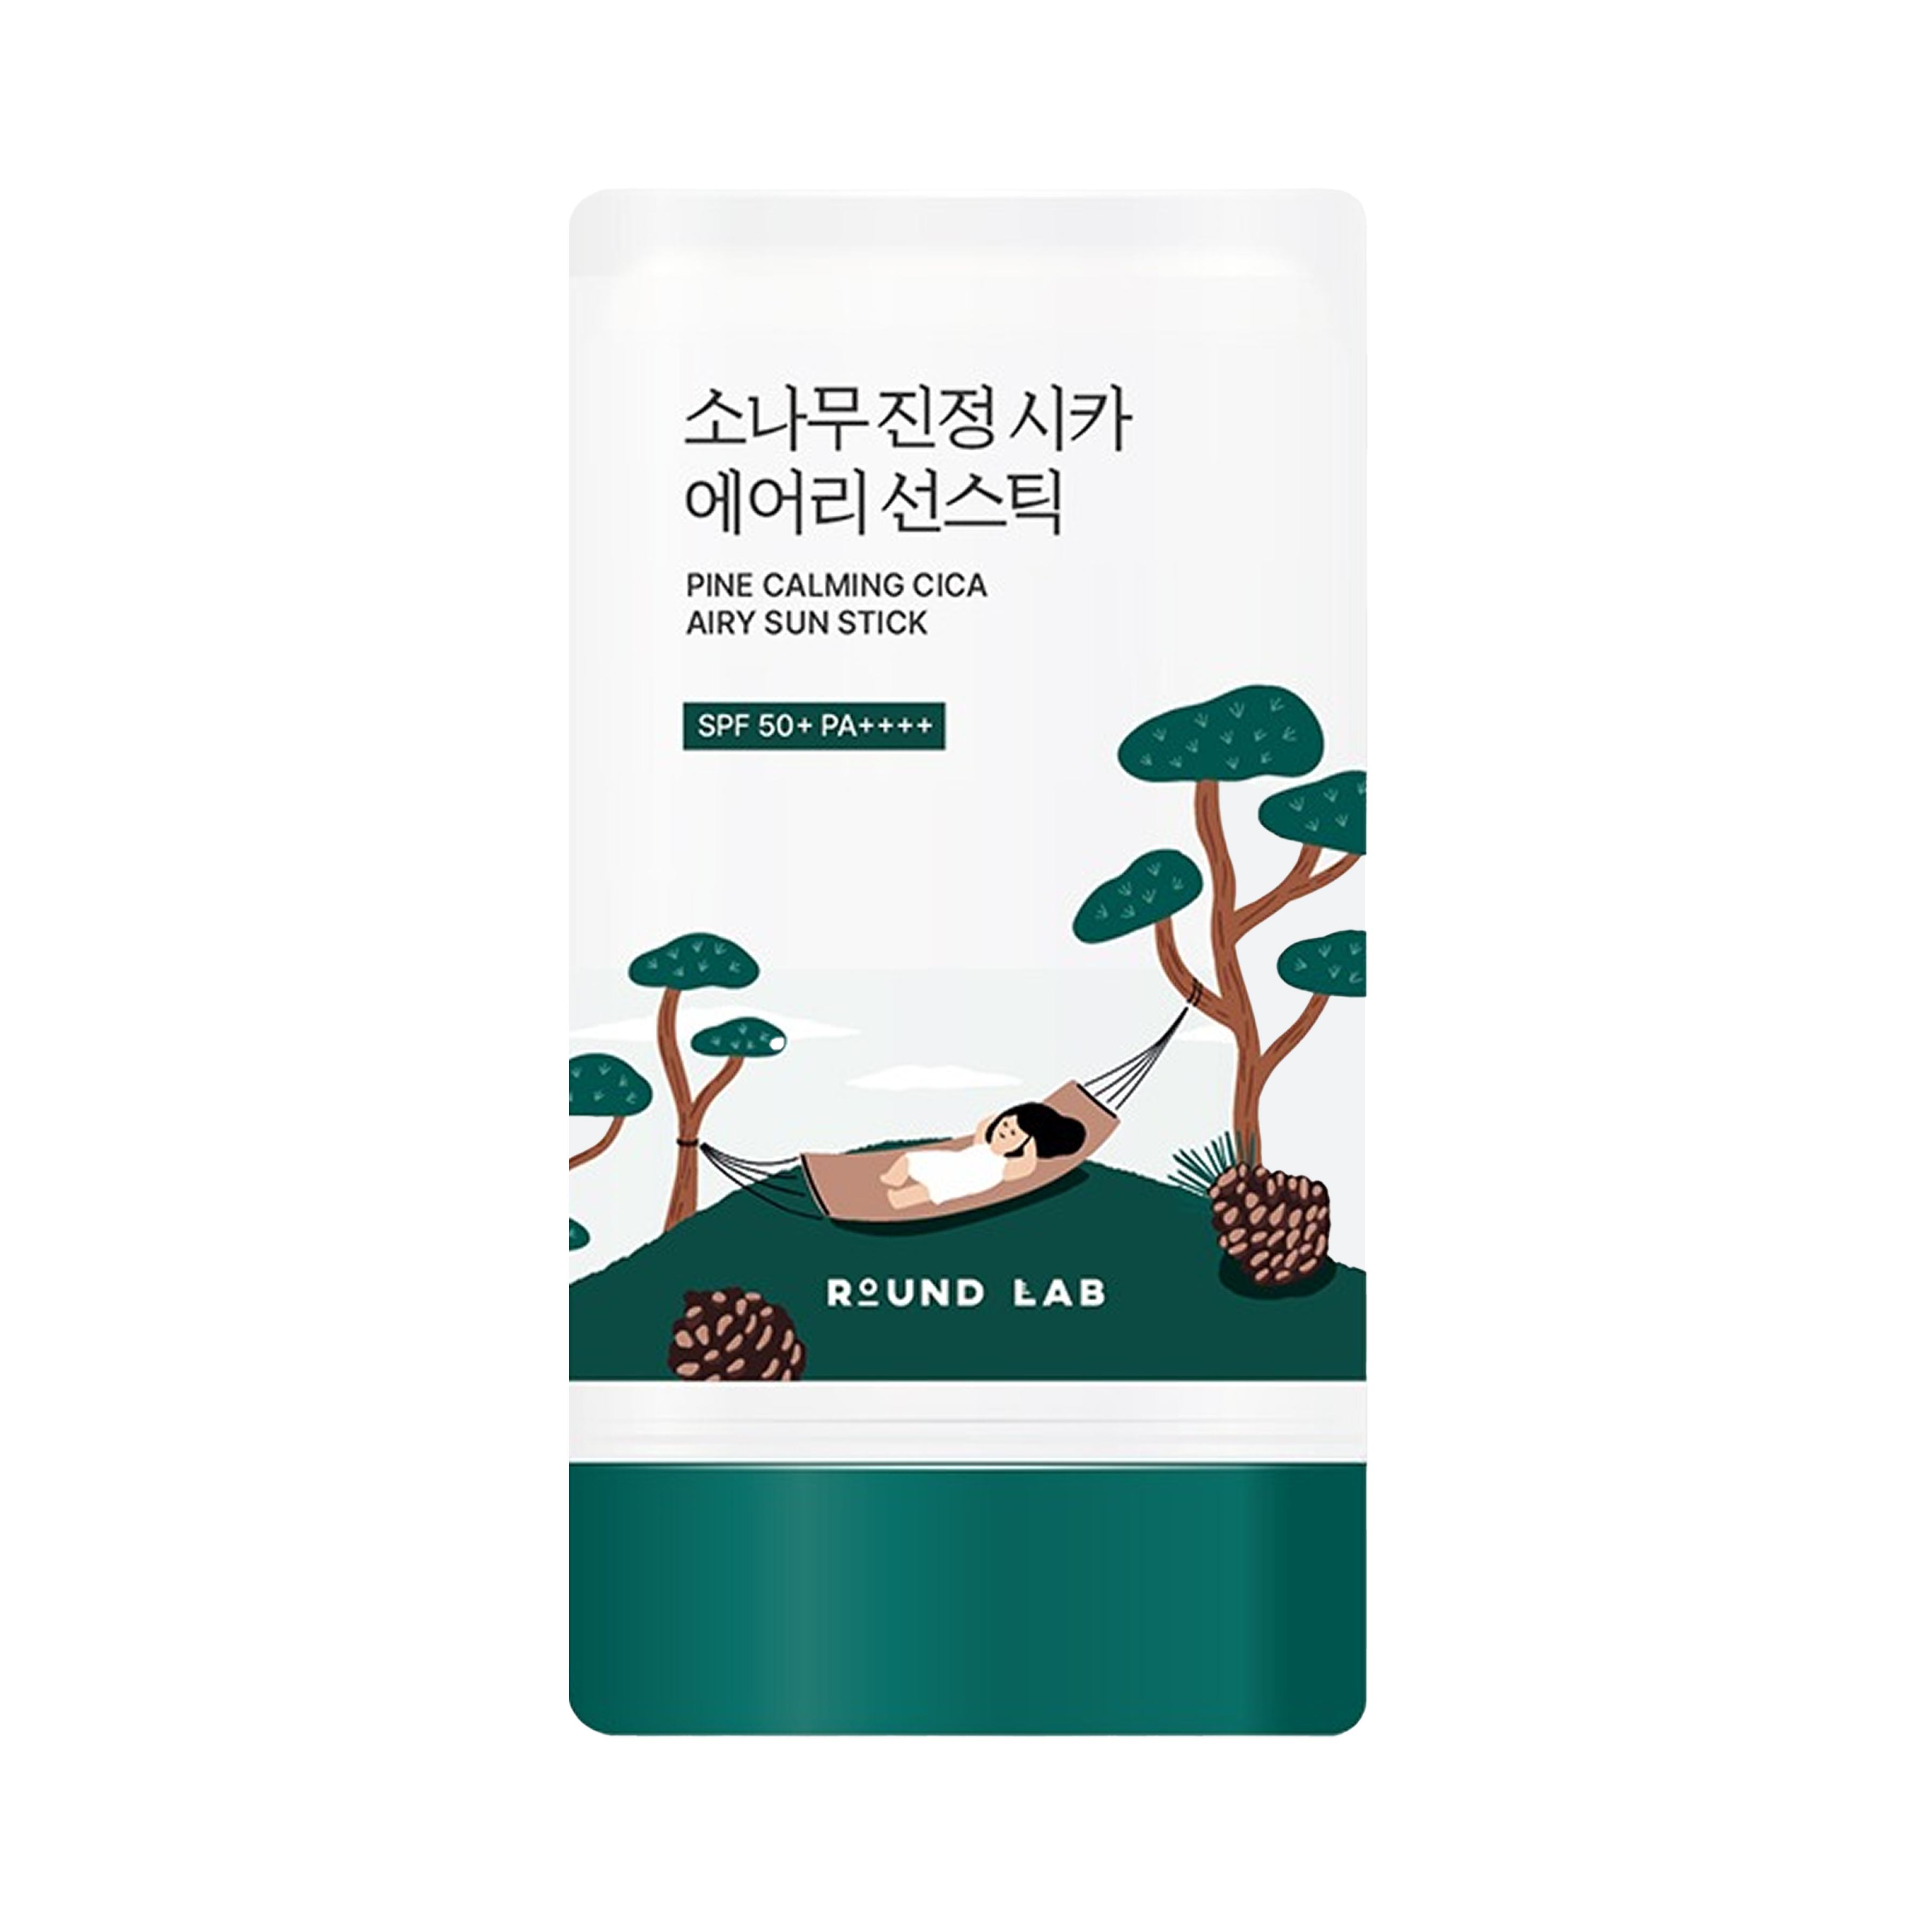 소나무 진정 시카
에어리 선스틱
PINE CALMING CICA
AIRY SUN STICK
SPF 50+ PA++++
ROUND LAB